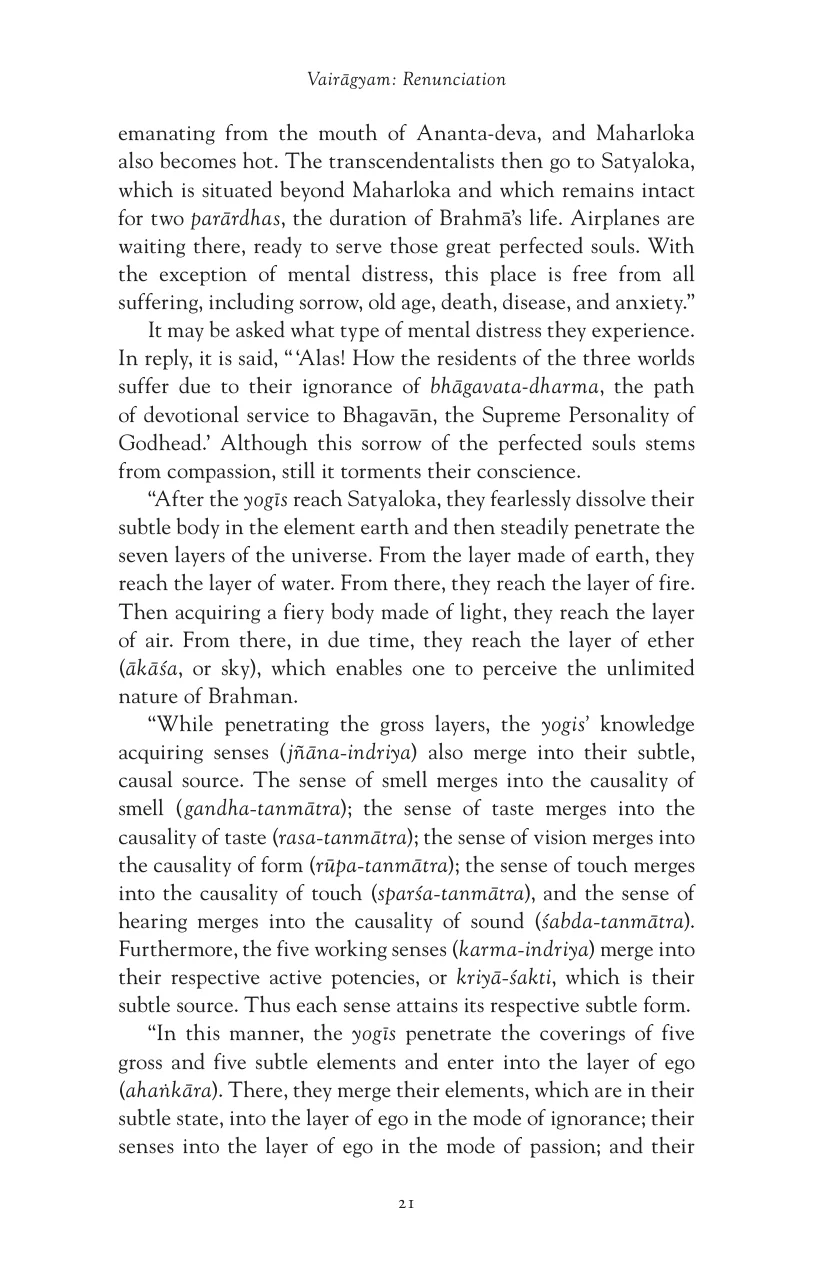 Vairāgyam: Renunciation
emanating from the mouth of Ananta-deva, and Maharloka
also becomes hot. The transcendentalists then go to Satyaloka,
which is situated beyond Maharloka and which remains intact
for two parārdhas, the duration of Brahmā’s life. Airplanes are
waiting there, ready to serve those great perfected souls. With
the exception of mental distress, this place is free from all
suffering, including sorrow, old age, death, disease, and anxiety.”
It may be asked what type of mental distress they experience.
In reply, it is said, “ ‘Alas! How the residents of the three worlds
suffer due to their ignorance of bhāgavata-dharma, the path
of devotional service to Bhagavān, the Supreme Personality of
Godhead.’ Although this sorrow of the perfected souls stems
from compassion, still it torments their conscience.
“After the yogīs reach Satyaloka, they fearlessly dissolve their
subtle body in the element earth and then steadily penetrate the
seven layers of the universe. From the layer made of earth, they
reach the layer of water. From there, they reach the layer of fire.
Then acquiring a fiery body made of light, they reach the layer
of air. From there, in due time, they reach the layer of ether
(ākāśa, or sky), which enables one to perceive the unlimited
nature of Brahman.
“While penetrating the gross layers, the yogis’ knowledge
acquiring senses (jñāna-indriya) also merge into their subtle,
causal source. The sense of smell merges into the causality of
smell (gandha-tanmātra); the sense of taste merges into the
causality of taste (rasa-tanmātra); the sense of vision merges into
the causality of form (rūpa-tanmātra); the sense of touch merges
into the causality of touch (sparśa-tanmātra), and the sense of
hearing merges into the causality of sound (śabda-tanmātra).
Furthermore, the five working senses (karma-indriya) merge into
their respective active potencies, or kriyā-śakti, which is their
subtle source. Thus each sense attains its respective subtle form.
“In this manner, the yogīs penetrate the coverings of five
gross and five subtle elements and enter into the layer of ego
(ahaṅkāra). There, they merge their elements, which are in their
subtle state, into the layer of ego in the mode of ignorance; their
senses into the layer of ego in the mode of passion; and their
21